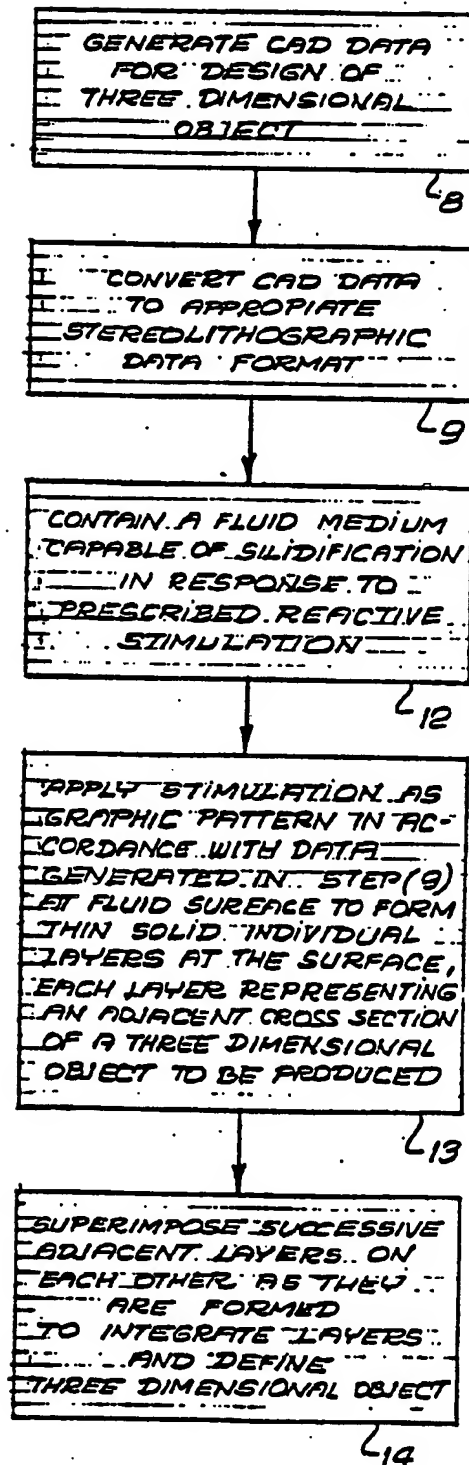 GENERATE CAD DATA
FOR DESIGN OF
THREE DIMENSIONAL
OBJECT
8
CONVERT CAD DATA
TO APPROPIATE
STEREOLITHOGRAPHIC
DATA FORMAT
9
CONTAIN A FLUID MEDIUM
CAPABLE OF SILIDIFICATION
IN RESPONSE TO
PRESCRIBED REACTIVE
STIMULATION
12
APPLY STIMULATION AS
GRAPHIC PATTERN IN AC-
CORDANCE WITH DATA
GENERATED IN STEP (9)
AT FLUID SUREACE TO FORM
THIN SOLID INDIVIDUAL
LAYERS AT THE SURFACE,
EACH LAYER REPRESENTING
AN ADJACENT CROSS SECTION
OF A THREE DIMENSIONAL
OBJECT TO BE PRODUCED
13
SUPERIMPOSE SUCCESSIVE
ADJACENT LAYERS ON
EACH OTHER AS THEY
ARE FORMED
TO INTEGRATE LAYERS
AND DEFINE
THREE DIMENSIONAL OBJECT
14